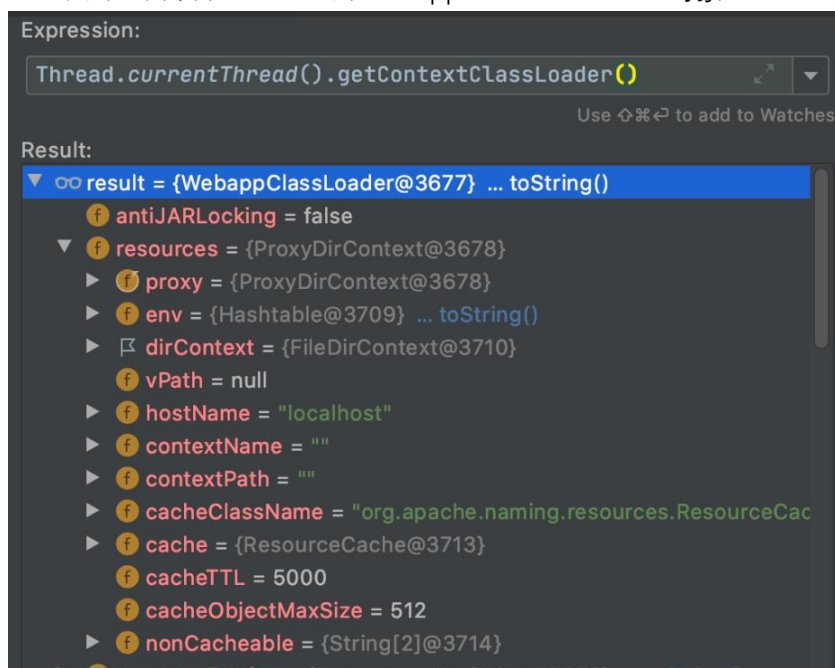 Expression:
Thread.currentThread().getContextClassLoader()
Use ⇧⌘⏎ to add to Watches
Result:
result = {WebappClassLoader@3677} ... toString()
antiJARLocking = false
resources = {ProxyDirContext@3678}
proxy = {ProxyDirContext@3678}
env = {Hashtable@3709} ... toString()
dirContext = {FileDirContext@3710}
vPath = null
hostName = "localhost"
contextName = ""
contextPath = ""
cacheClassName = "org.apache.naming.resources.ResourceCac
cache = {ResourceCache@3713}
cacheTTL = 5000
cacheObjectMaxSize = 512
nonCacheable = {String[2]@3714}